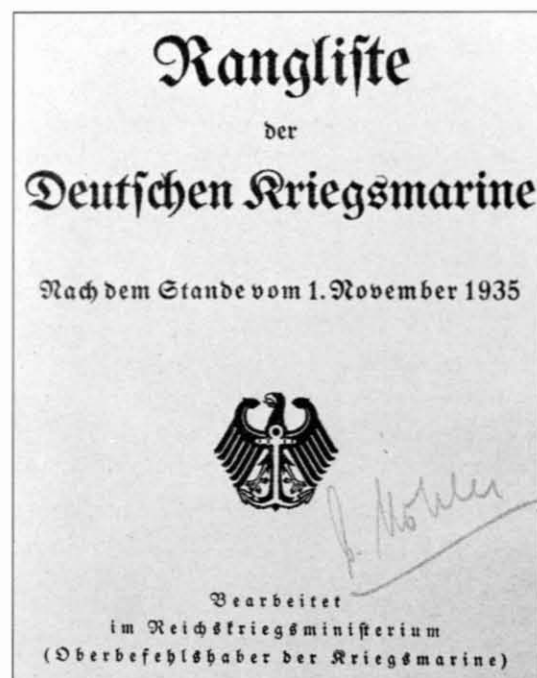 Rangliste
der
Deutschen Kriegsmarine
Nach dem Stande vom 1. November 1935
Bearbeitet
im Reichskriegsministerium
(Oberbefehlshaber der Kriegsmarine)